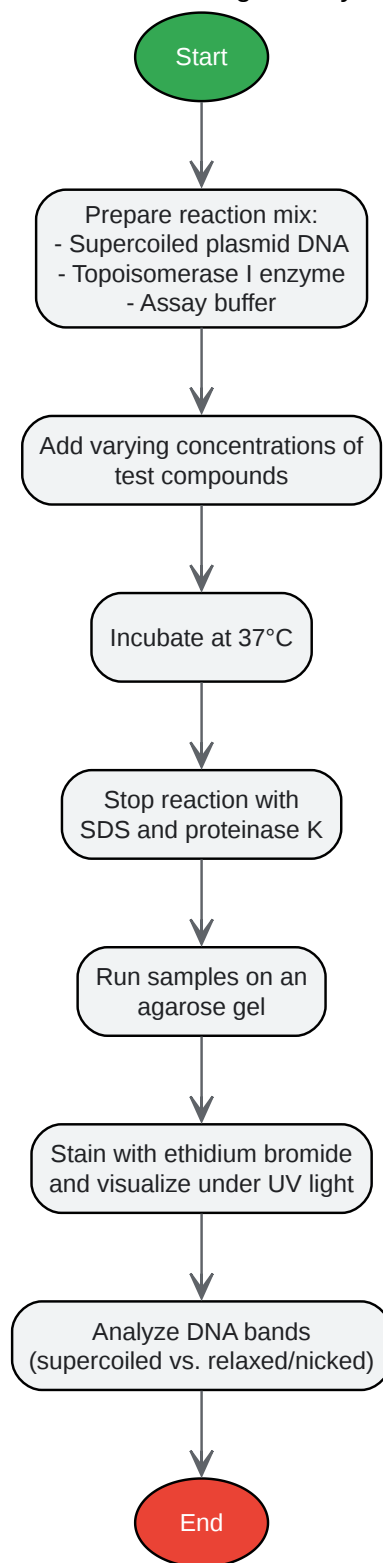 Start
Prepare reaction mix:
- Supercoiled plasmid DNA
- Topoisomerase I enzyme
- Assay buffer
Add varying concentrations of
test compounds
Incubate at 37°C
Stop reaction with
SDS and proteinase K
Run samples on an
agarose gel
Stain with ethidium bromide
and visualize under UV light
Analyze DNA bands
(supercoiled vs. relaxed/nicked)
End